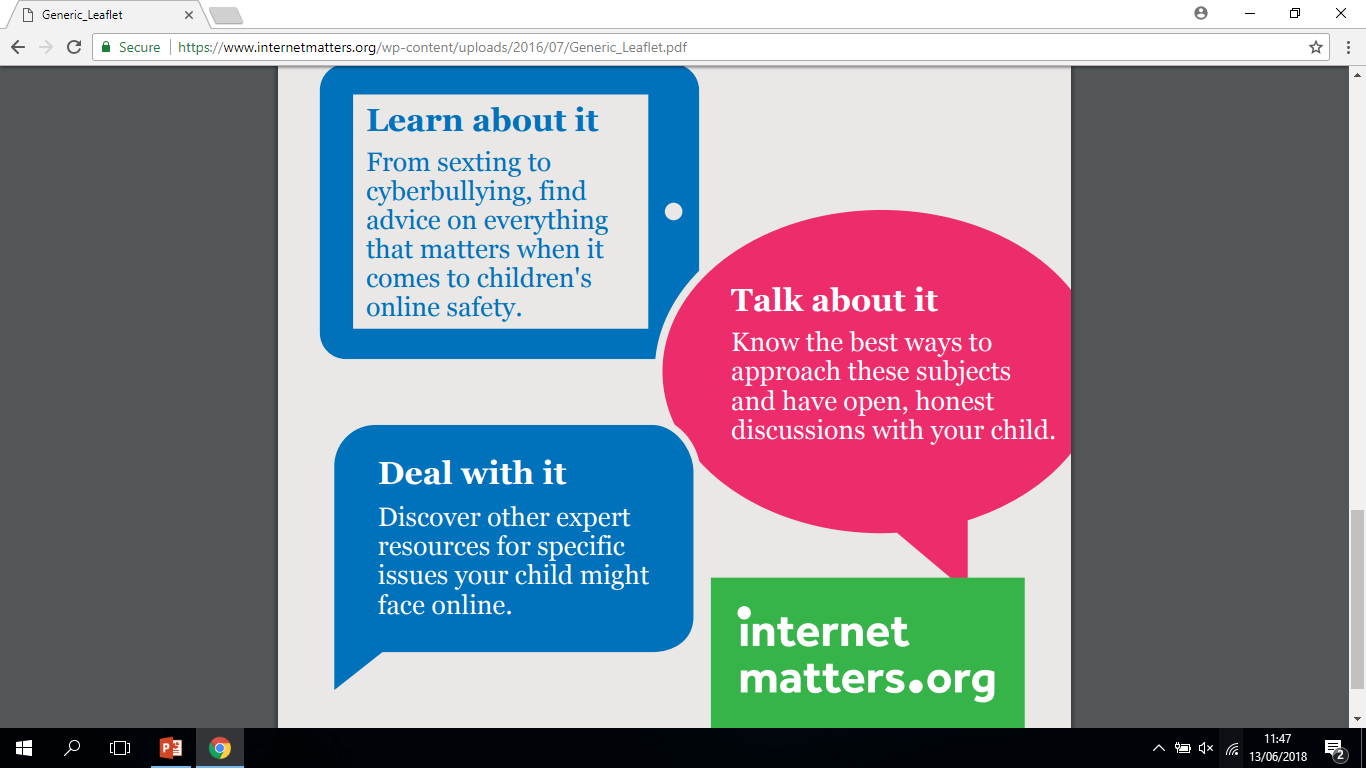 Generic_Leaflet
Secure
https://www.internetmatters.org/wp-content/uploads/2016/07/Generic_Leaflet.pdf
Learn about it
From sexting to
cyberbullying, find
advice on everything
that matters when it
comes to children's
online safety.
Talk about it
Know the best ways to
approach these subjects
and have open, honest
discussions with your child.
Deal with it
Discover other expert
resources for specific
issues your child might
face online.
internet
matters.org
11:47
13/06/2018
2